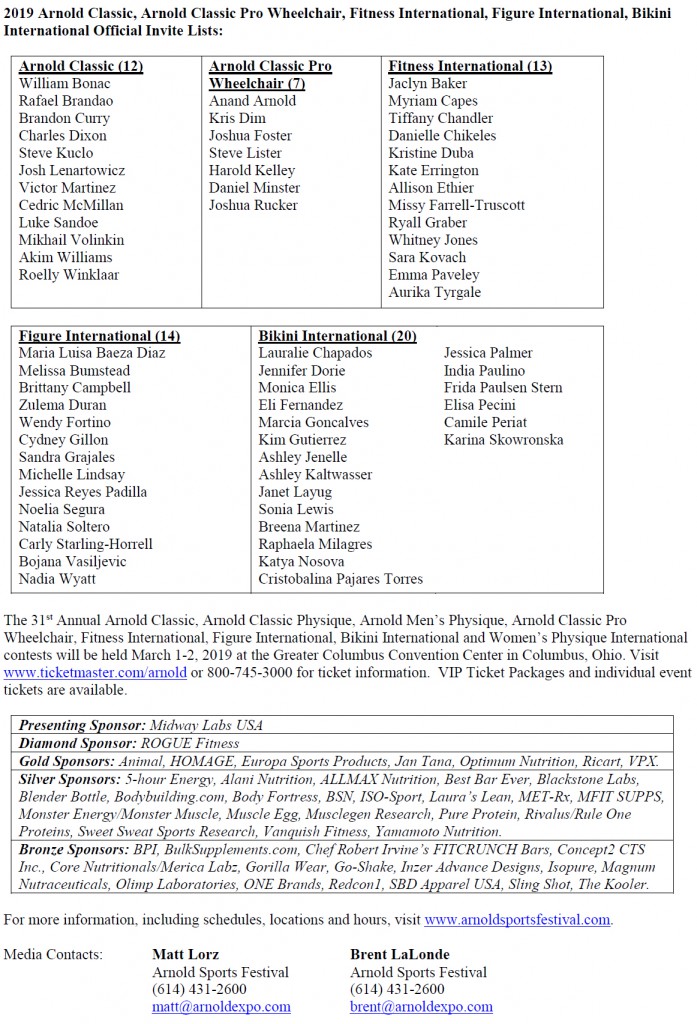 2019 Arnold Classic, Arnold Classic Pro Wheelchair, Fitness International, Figure International, Bikini
International Official Invite Lists:
Arnold Classic (12)
William Bonac
Rafael Brandao
Brandon Curry
Charles Dixon
Steve Kuclo
Josh Lenartowicz
Victor Martinez
Cedric McMillan
Luke Sandoe
Mikhail Volinkin
Akim Williams
Roelly Winklaar
Arnold Classic Pro
Wheelchair (7)
Anand Arnold
Kris Dim
Joshua Foster
Steve Lister
Harold Kelley
Daniel Minster
Joshua Rucker
Fitness International (13)
Jaclyn Baker
Myriam Capes
Tiffany Chandler
Danielle Chikeles
Kristine Duba
Kate Errington
Allison Ethier
Missy Farrell-Truscott
Ryall Graber
Whitney Jones
Sara Kovach
Emma Paveley
Aurika Tyrgale
Figure International (14)
Maria Luisa Baeza Diaz
Melissa Bumstead
Brittany Campbell
Zulema Duran
Wendy Fortino
Cydney Gillon
Sandra Grajales
Michelle Lindsay
Jessica Reyes Padilla
Noelia Segura
Natalia Soltero
Carly Starling-Horrell
Bojana Vasiljevic
Nadia Wyatt
Bikini International (20)
Lauralie Chapados
Jennifer Dorie
Monica Ellis
Eli Fernandez
Marcia Goncalves
Kim Gutierrez
Ashley Jenelle
Ashley Kaltwasser
Janet Layug
Sonia Lewis
Breena Martinez
Raphaela Milagres
Katya Nosova
Cristobalina Pajares Torres
Jessica Palmer
India Paulino
Frida Paulsen Stern
Elisa Pecini
Camile Periat
Karina Skowronska
The 31st Annual Arnold Classic, Arnold Classic Physique, Arnold Men's Physique, Arnold Classic Pro
Wheelchair, Fitness International, Figure International, Bikini International and Women's Physique International
contests will be held March 1-2, 2019 at the Greater Columbus Convention Center in Columbus, Ohio. Visit
www.ticketmaster.com/arnold or 800-745-3000 for ticket information.  VIP Ticket Packages and individual event
tickets are available.
Presenting Sponsor: Midway Labs USA
Diamond Sponsor: ROGUE Fitness
Gold Sponsors: Animal, HOMAGE, Europa Sports Products, Jan Tana, Optimum Nutrition, Ricart, VPX.
Silver Sponsors: 5-hour Energy, Alani Nutrition, ALLMAX Nutrition, Best Bar Ever, Blackstone Labs,
Blender Bottle, Bodybuilding.com, Body Fortress, BSN, ISO-Sport, Laura's Lean, MET-Rx, MFIT SUPPS,
Monster Energy/Monster Muscle, Muscle Egg, Musclegen Research, Pure Protein, Rivalus/Rule One
Proteins, Sweet Sweat Sports Research, Vanquish Fitness, Yamamoto Nutrition.
Bronze Sponsors: BPI, BulkSupplements.com, Chef Robert Irvine's FITCRUNCH Bars, Concept2 CTS
Inc., Core Nutritionals/Merica Labz, Gorilla Wear, Go-Shake, Inzer Advance Designs, Isopure, Magnum
Nutraceuticals, Olimp Laboratories, ONE Brands, Redcon1, SBD Apparel USA, Sling Shot, The Kooler.
For more information, including schedules, locations and hours, visit www.arnoldsportsfestival.com.
Media Contacts:
Matt Lorz
Arnold Sports Festival
(614) 431-2600
matt@arnoldexpo.com
Brent LaLonde
Arnold Sports Festival
(614) 431-2600
brent@arnoldexpo.com